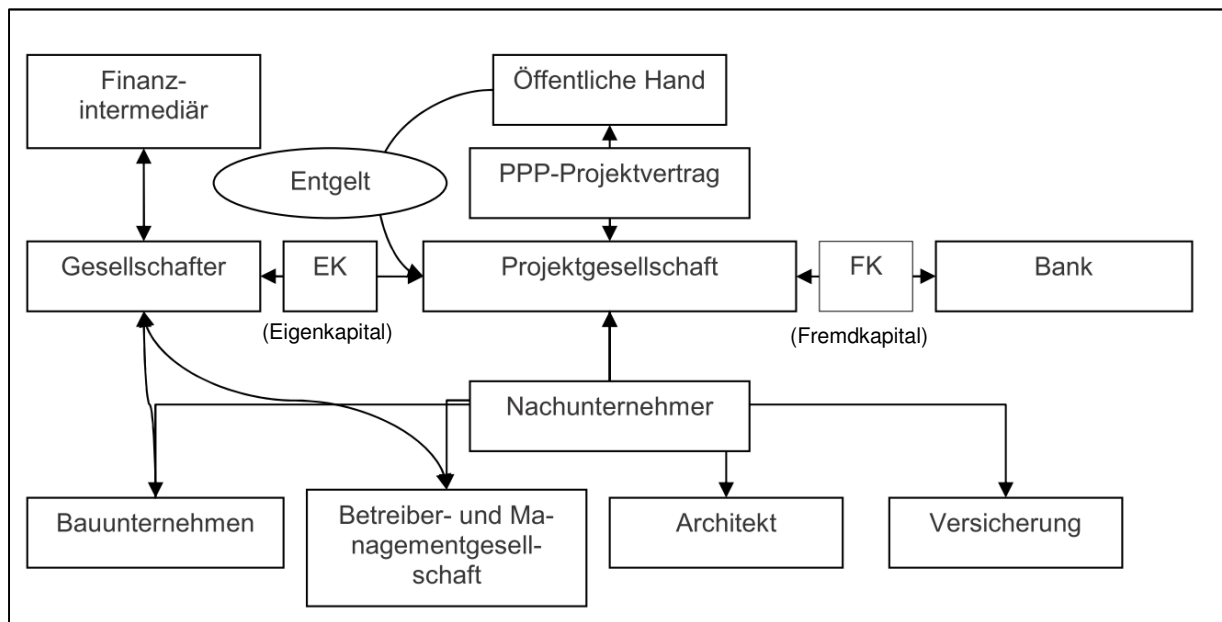 Finanz-
intermediär
Öffentliche Hand
Entgelt
PPP-Projektvertrag
Gesellschafter
EK
Projektgesellschaft
FK
Bank
(Eigenkapital)
(Fremdkapital)
Nachunternehmer
Bauunternehmen
Betreiber- und Ma-
nagementgesell-
schaft
Architekt
Versicherung